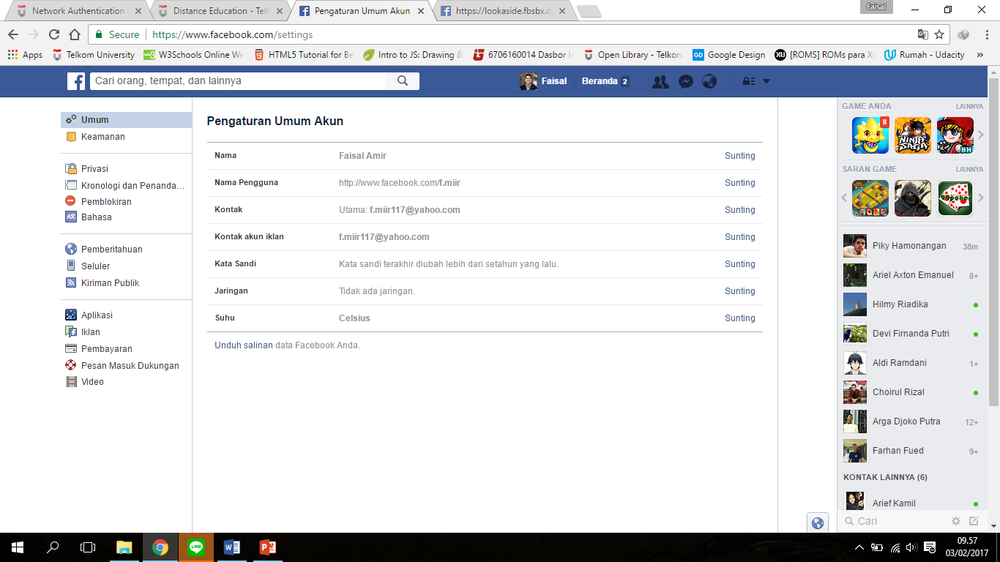 Network Authentication
Distance Education - Telk
Pengaturan Umum Akun
https://lookaside.fbsbx.c
Faisal
Secure
https://www.facebook.com/settings
Apps
Telkom University
W3Schools Online We
HTML5 Tutorial for Be
Intro to JS: Drawing &
6706160014 Dasbor I-
Open Library - Telkom
Google Design
[ROMS] ROMs para Xp
Rumah - Udacity
»
Cari orang, tempat, dan lainnya
Faisal
Beranda 2
Umum
Keamanan
Privasi
Kronologi dan Penanda...
Pemblokiran
Bahasa
Pemberitahuan
Seluler
Kiriman Publik
Aplikasi
Iklan
Pembayaran
Pesan Masuk Dukungan
Video
Pengaturan Umum Akun
Nama Faisal Amir Sunting
Nama Pengguna http://www.facebook.com/f.miir Sunting
Kontak Utama: f.miir117@yahoo.com Sunting
Kontak akun iklan f.miir117@yahoo.com Sunting
Kata Sandi Kata sandi terakhir diubah lebih dari setahun yang lalu. Sunting
Jaringan Tidak ada jaringan. Sunting
Suhu Celsius Sunting
Unduh salinan data Facebook Anda.
GAME ANDA LAINNYA
8
NINJA SAGA
BH
SARAN GAME LAINNYA
99poker
Piky Hamonangan 38m
Ariel Axton Emanuel 8+
Hilmy Riadika
Devi Firnanda Putri
Aldi Ramdani 1+
Choirul Rizal
Arga Djoko Putra 12+
Farhan Fued 9+
KONTAK LAINNYA (6)
Arief Kamil
Cari
LINE
09.57
03/02/2017